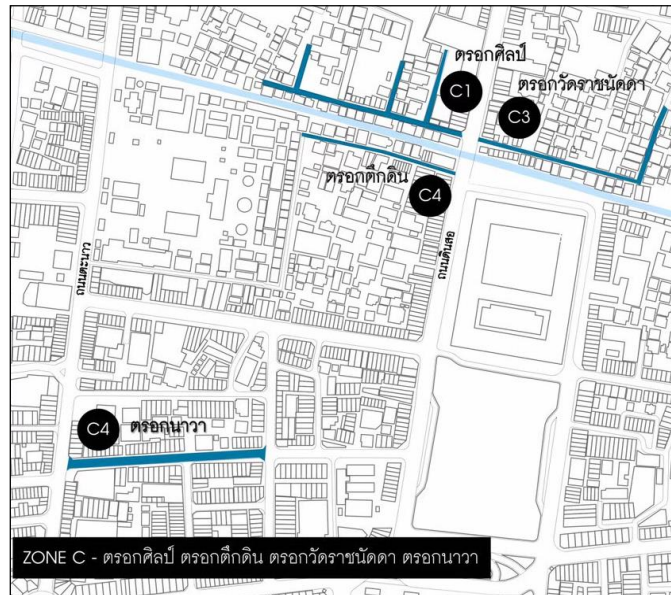 ตรอกศิลป์
C1
ตรอกวัดราชนัดดา
C3
ตรอกตึกดิน
C4
ถนนตะนาว
ถนนดินสอ
C4
ตรอกนาวา
ZONE C - ตรอกศิลป์ ตรอกตึกดิน ตรอกวัดราชนัดดา ตรอกนาวา